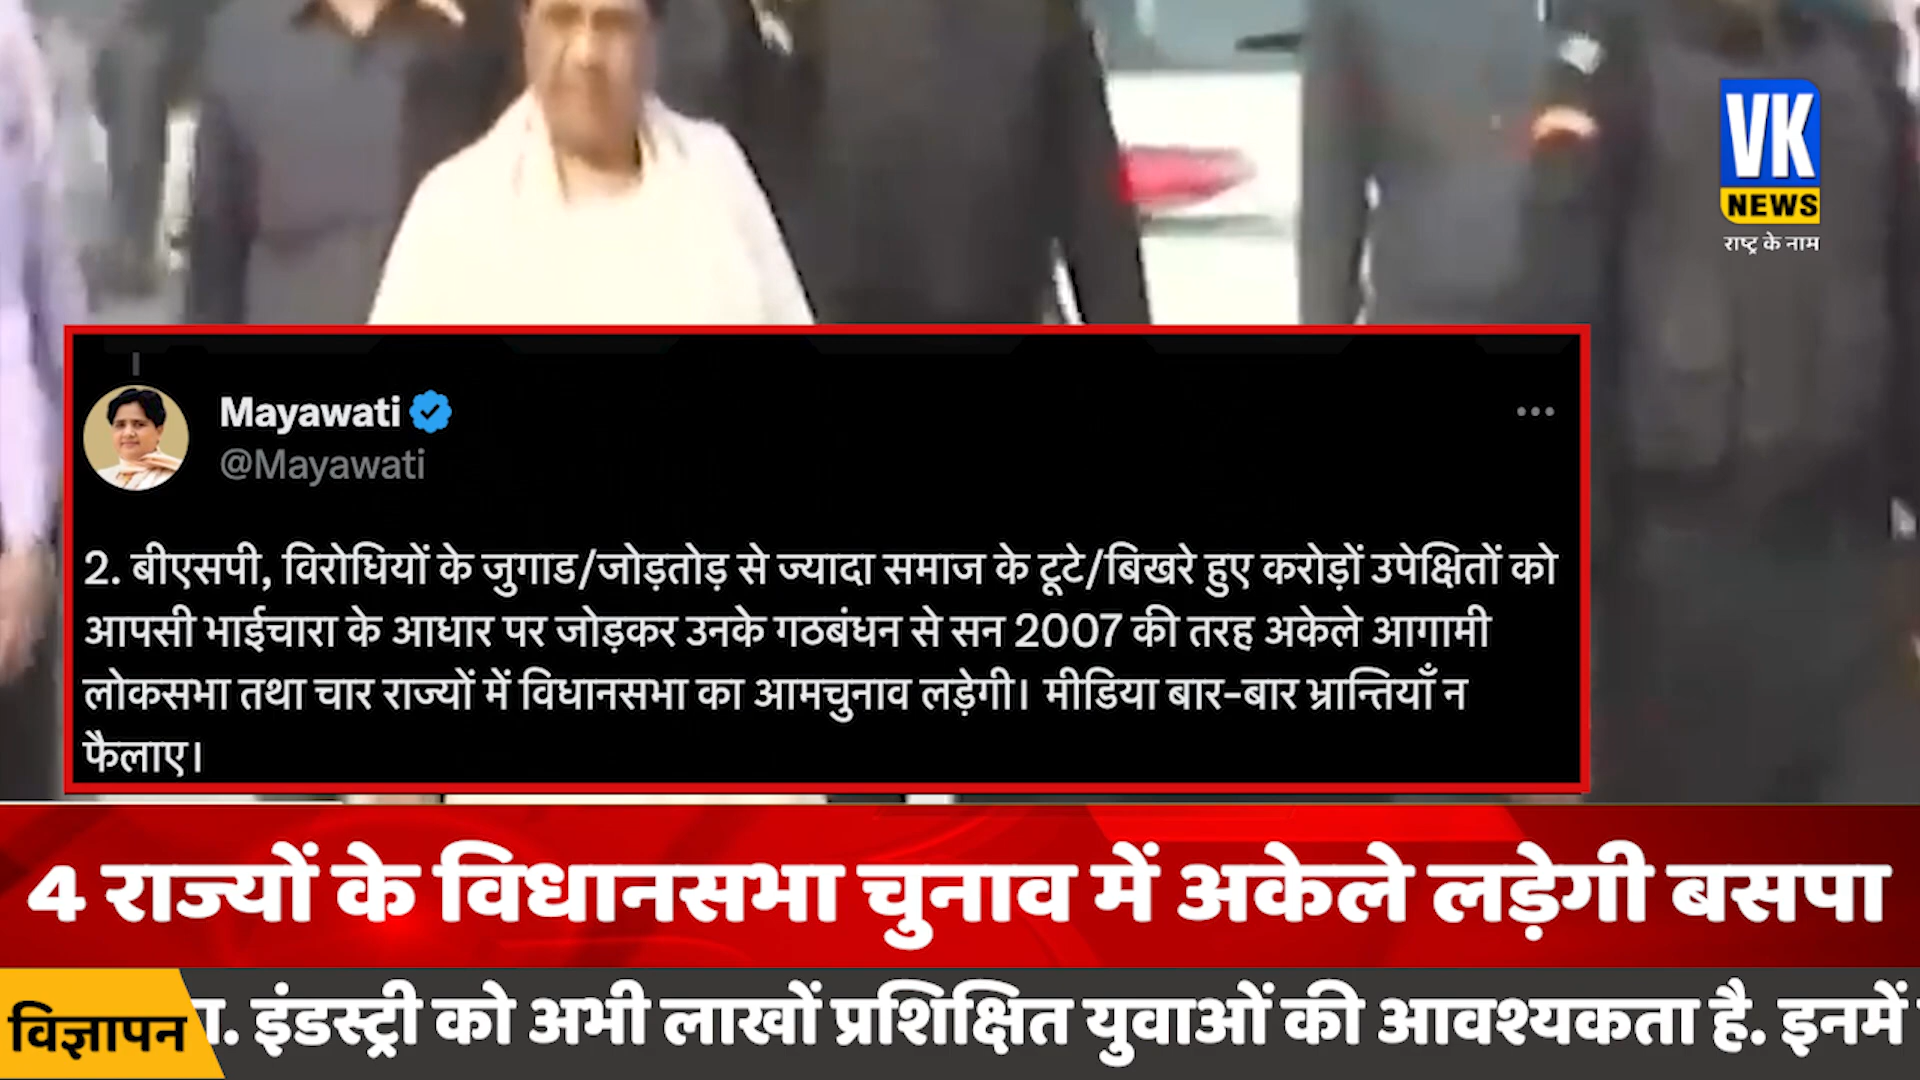 VK
NEWS
राष्ट्र के नाम
Mayawati
@Mayawati
2. बीएसपी, विरोधियों के जुगाड/जोड़तोड़ से ज्यादा समाज के टूटे/बिखरे हुए करोड़ों उपेक्षितों को
आपसी भाईचारा के आधार पर जोड़कर उनके गठबंधन से सन 2007 की तरह अकेले आगामी
लोकसभा तथा चार राज्यों में विधानसभा का आमचुनाव लड़ेगी। मीडिया बार-बार भ्रान्तियाँ न
फैलाए।
4 राज्यों के विधानसभा चुनाव में अकेले लड़ेगी बसपा
विज्ञापन
इंडस्ट्री को अभी लाखों प्रशिक्षित युवाओं की आवश्यकता है. इनमें